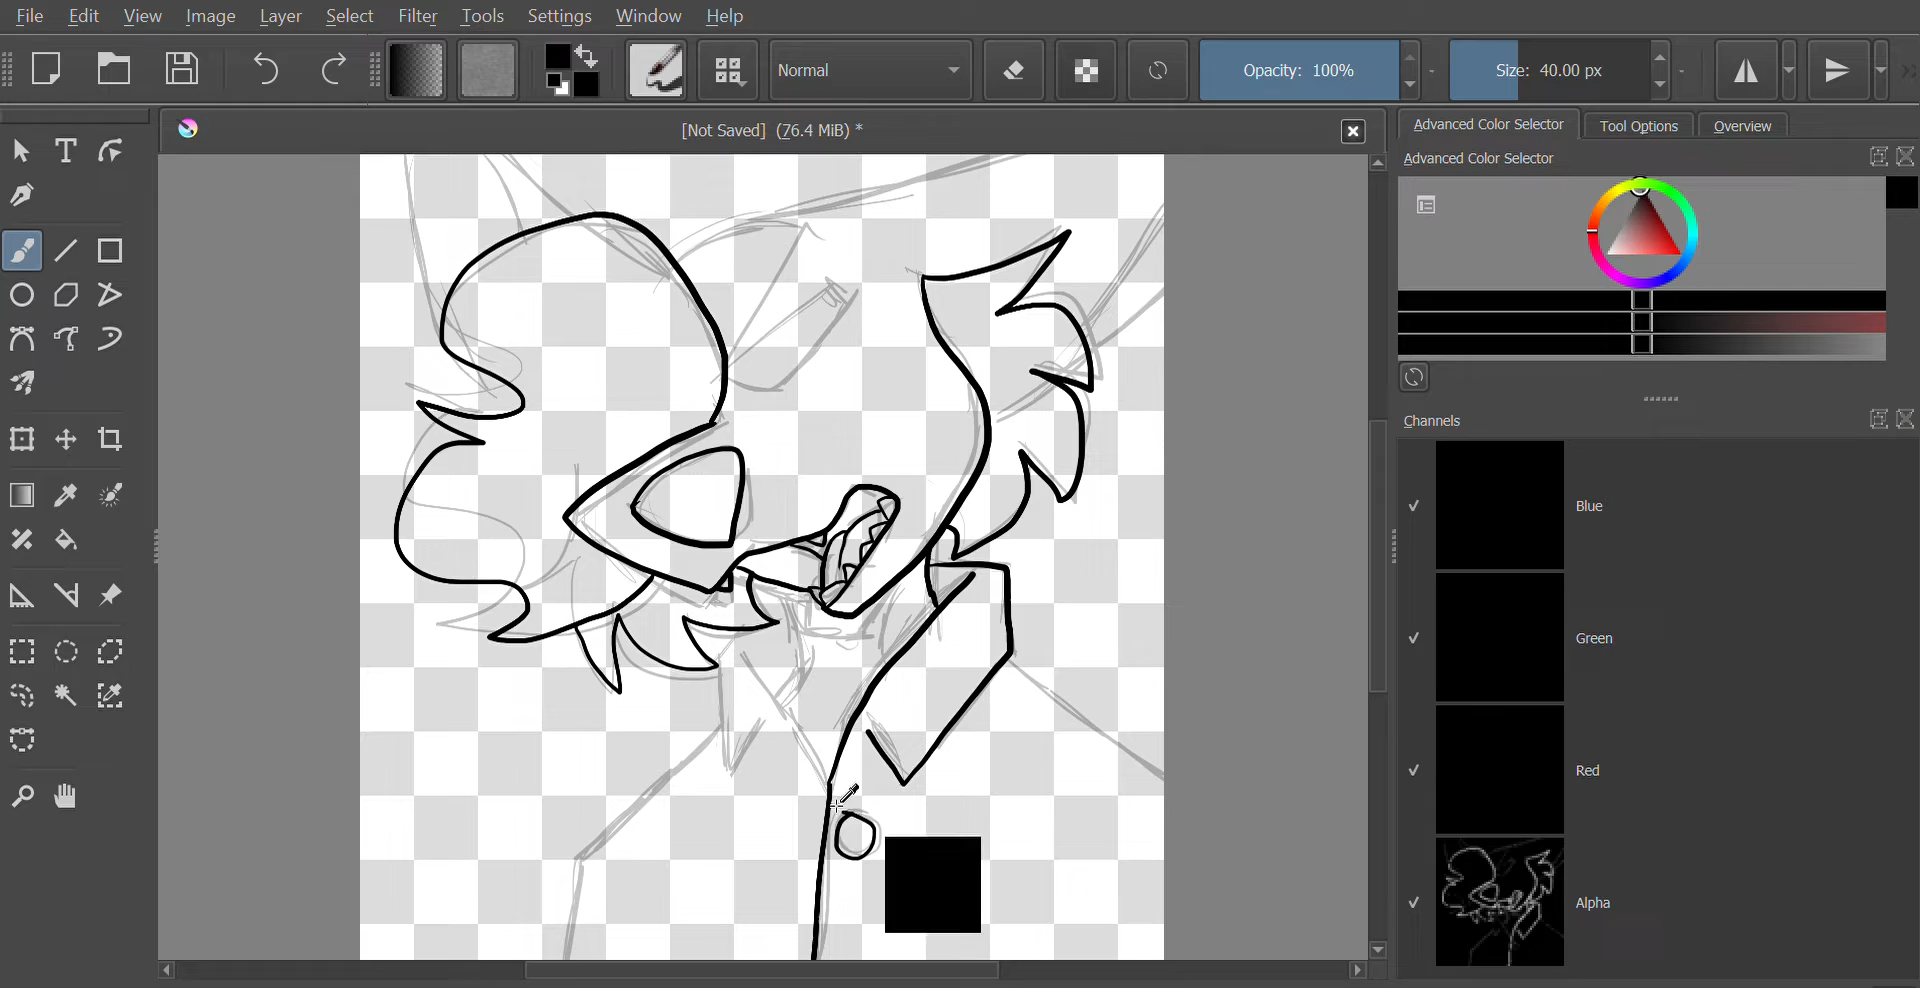 File Edit View Image Layer Select Filter Tools Settings Window Help
Normal Opacity: 100% Size: 40.00 px
[Not Saved] (76.4 MiB) *
Advanced Color Selector Tool Options Overview
Advanced Color Selector
Channels
Blue
Green
Red
Alpha